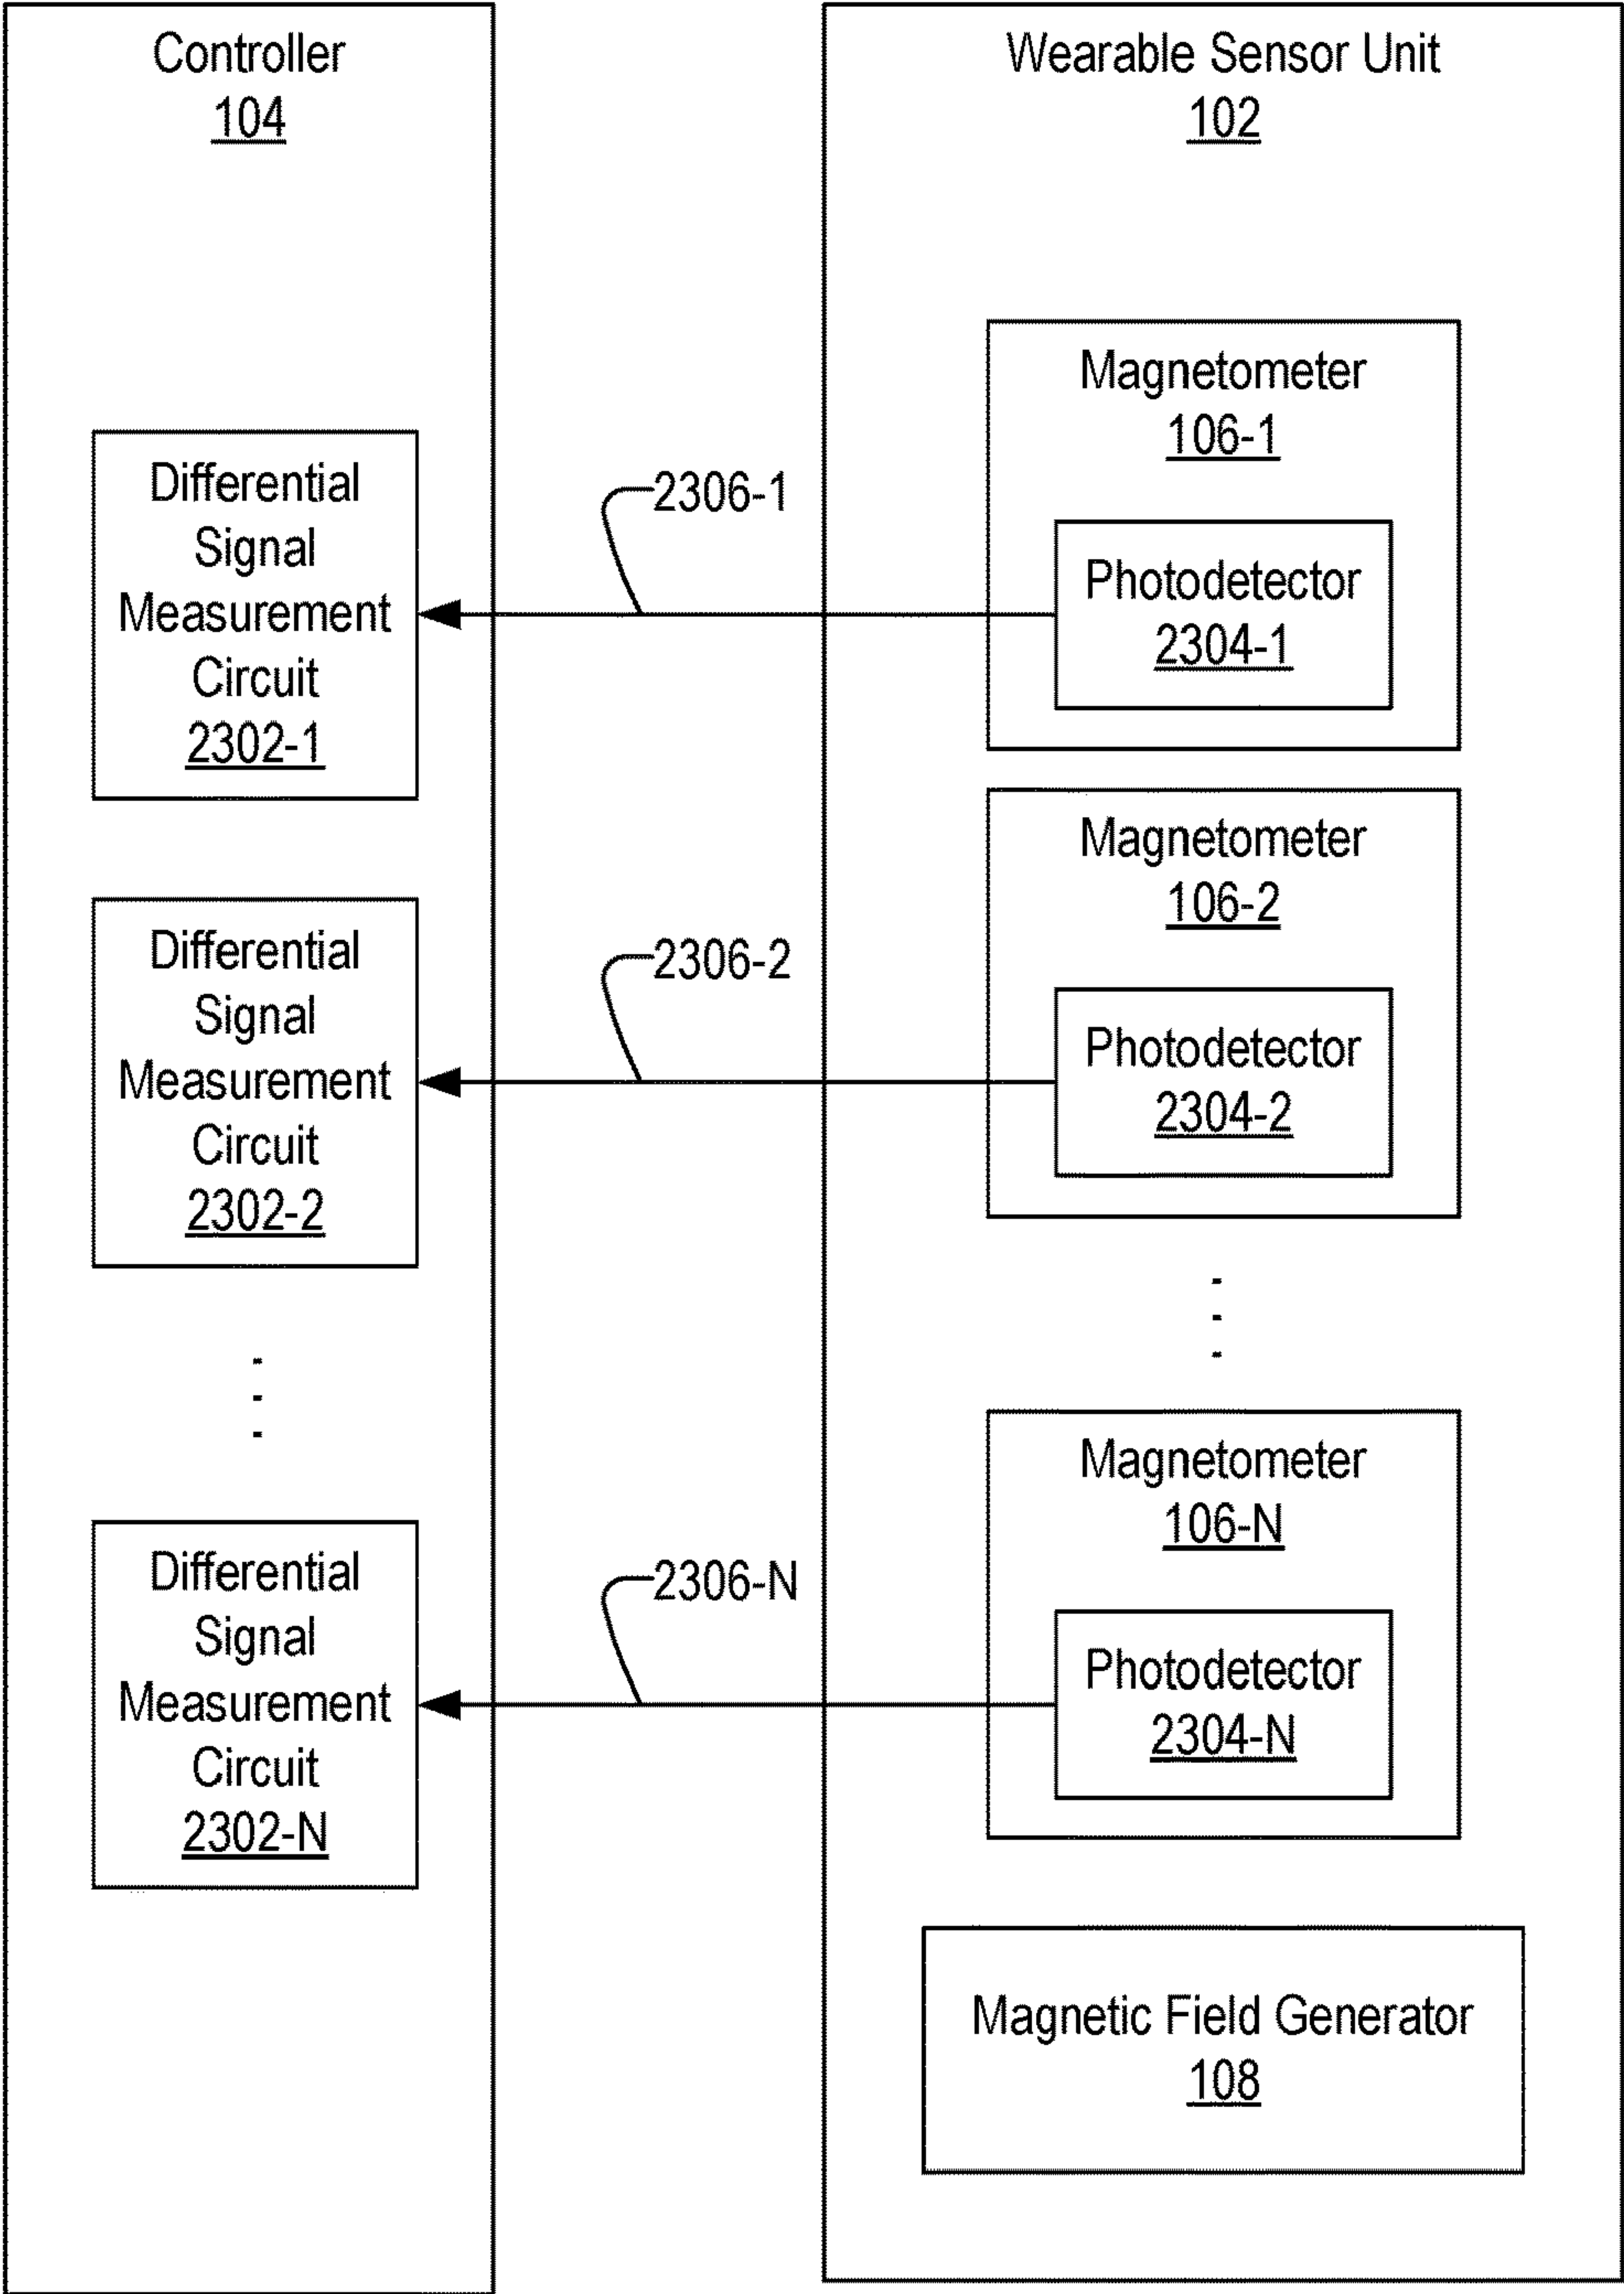 Controller
104
Differential
Signal
Measurement
Circuit
2302-1
Differential
Signal
Measurement
Circuit
2302-2
Differential
Signal
Measurement
Circuit
2302-N
2306-1
2306-2
2306-N
Wearable Sensor Unit
102
Magnetometer
106-1
Photodetector
2304-1
Magnetometer
106-2
Photodetector
2304-2
Magnetometer
106-N
Photodetector
2304-N
Magnetic Field Generator
108